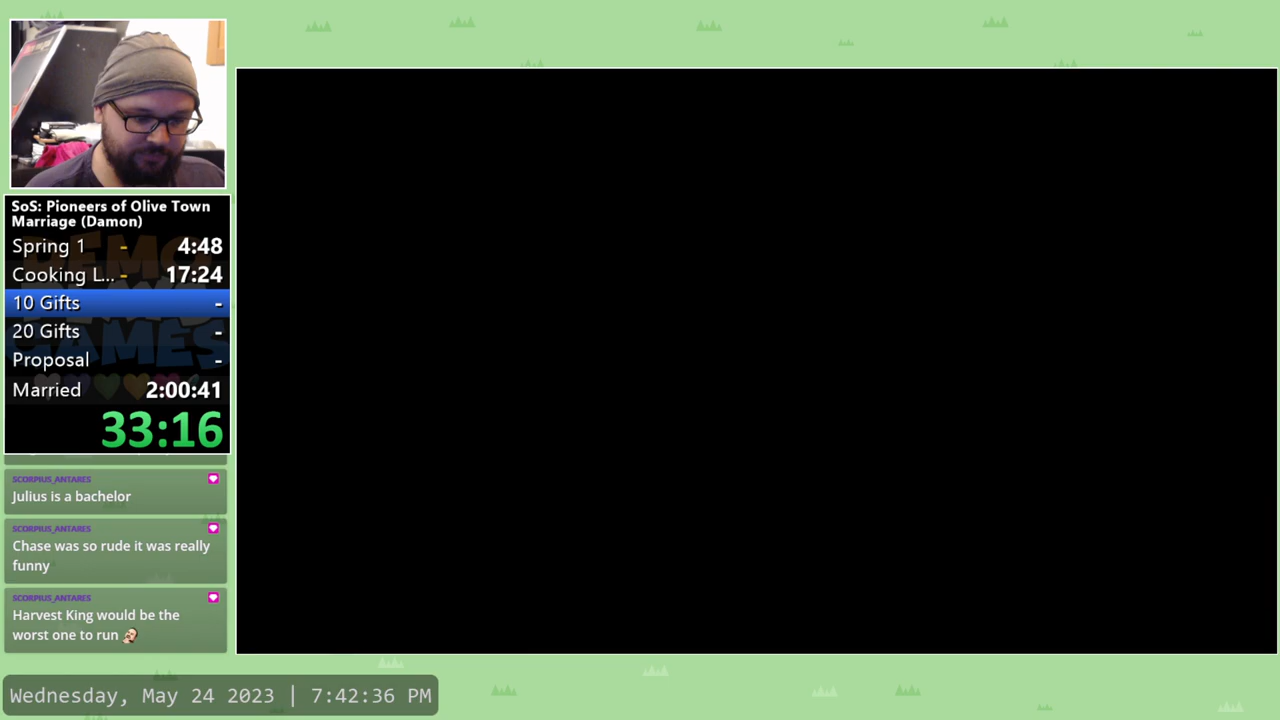 SoS: Pioneers of Olive Town
Marriage (Damon)
Spring 1 - 4:48
Cooking L... - 17:24
10 Gifts -
20 Gifts -
Proposal -
Married 2:00:41
33:16
SCORPIUS_ANTARES
Julius is a bachelor
SCORPIUS_ANTARES
Chase was so rude it was really
funny
SCORPIUS_ANTARES
Harvest King would be the
worst one to run
Wednesday, May 24 2023 | 7:42:36 PM